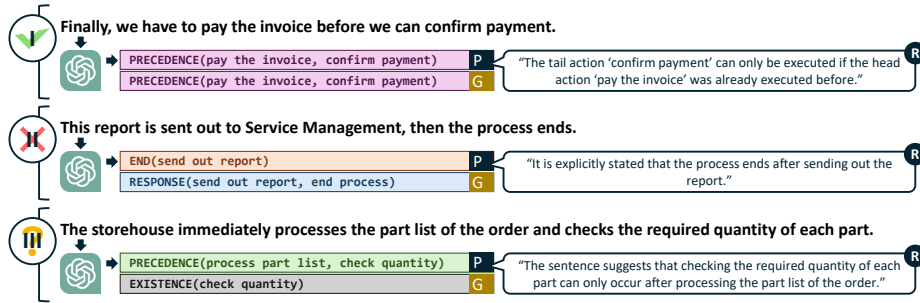 I
Finally, we have to pay the invoice before we can confirm payment.
PRECEDENCE(pay the invoice, confirm payment) P
PRECEDENCE(pay the invoice, confirm payment) G
R
“The tail action ‘confirm payment’ can only be executed if the head
action ‘pay the invoice’ was already executed before.”
II
This report is sent out to Service Management, then the process ends.
END(send out report) P
RESPONSE(send out report, end process) G
R
“It is explicitly stated that the process ends after sending out the
report.”
III
The storehouse immediately processes the part list of the order and checks the required quantity of each part.
PRECEDENCE(process part list, check quantity) P
EXISTENCE(check quantity) G
R
“The sentence suggests that checking the required quantity of each
part can only occur after processing the part list of the order.”